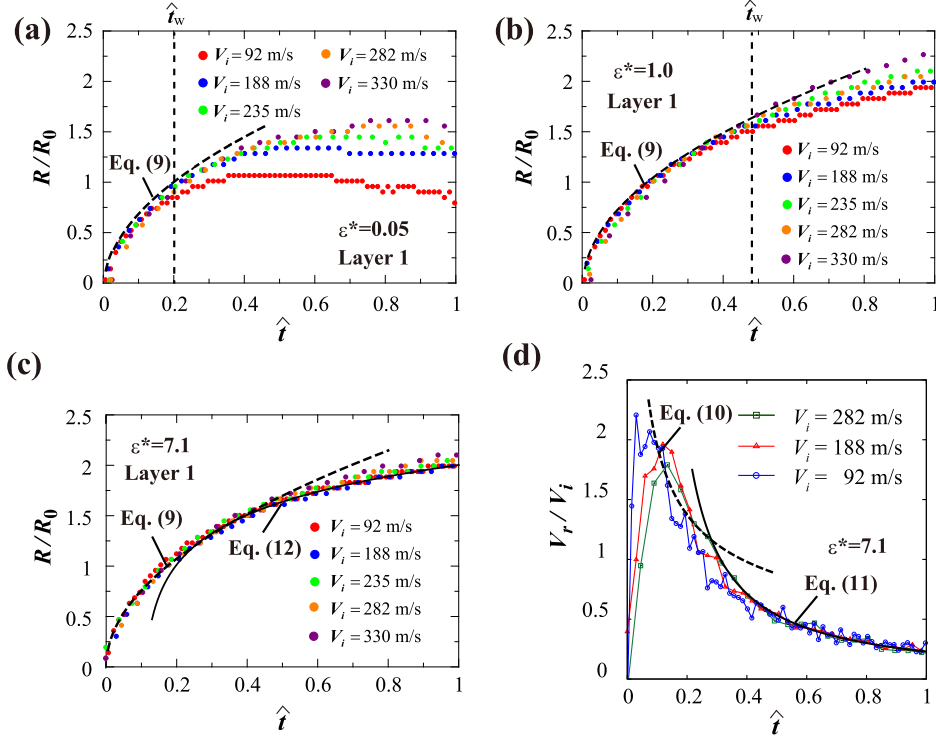 (a)
t̂w
2.5
2
1.5
1
0.5
0
R/R0
Vi = 92 m/s
Vi = 188 m/s
Vi = 235 m/s
Vi = 282 m/s
Vi = 330 m/s
Eq. (9)
ε*=0.05
Layer 1
0 0.2 0.4 0.6 0.8 1
t̂
(b)
t̂w
2.5
2
1.5
1
0.5
0
R/R0
ε*=1.0
Layer 1
Eq. (9)
Vi = 92 m/s
Vi = 188 m/s
Vi = 235 m/s
Vi = 282 m/s
Vi = 330 m/s
0 0.2 0.4 0.6 0.8 1
t̂
(c)
2.5
2
1.5
1
0.5
0
R/R0
ε*=7.1
Layer 1
Eq. (9)
Eq. (12)
Vi = 92 m/s
Vi = 188 m/s
Vi = 235 m/s
Vi = 282 m/s
Vi = 330 m/s
0 0.2 0.4 0.6 0.8 1
t̂
(d)
2.5
2
1.5
1
0.5
0
Vr / Vi
Eq. (10)
Vi = 282 m/s
Vi = 188 m/s
Vi = 92 m/s
ε*=7.1
Eq. (11)
0 0.2 0.4 0.6 0.8 1
t̂